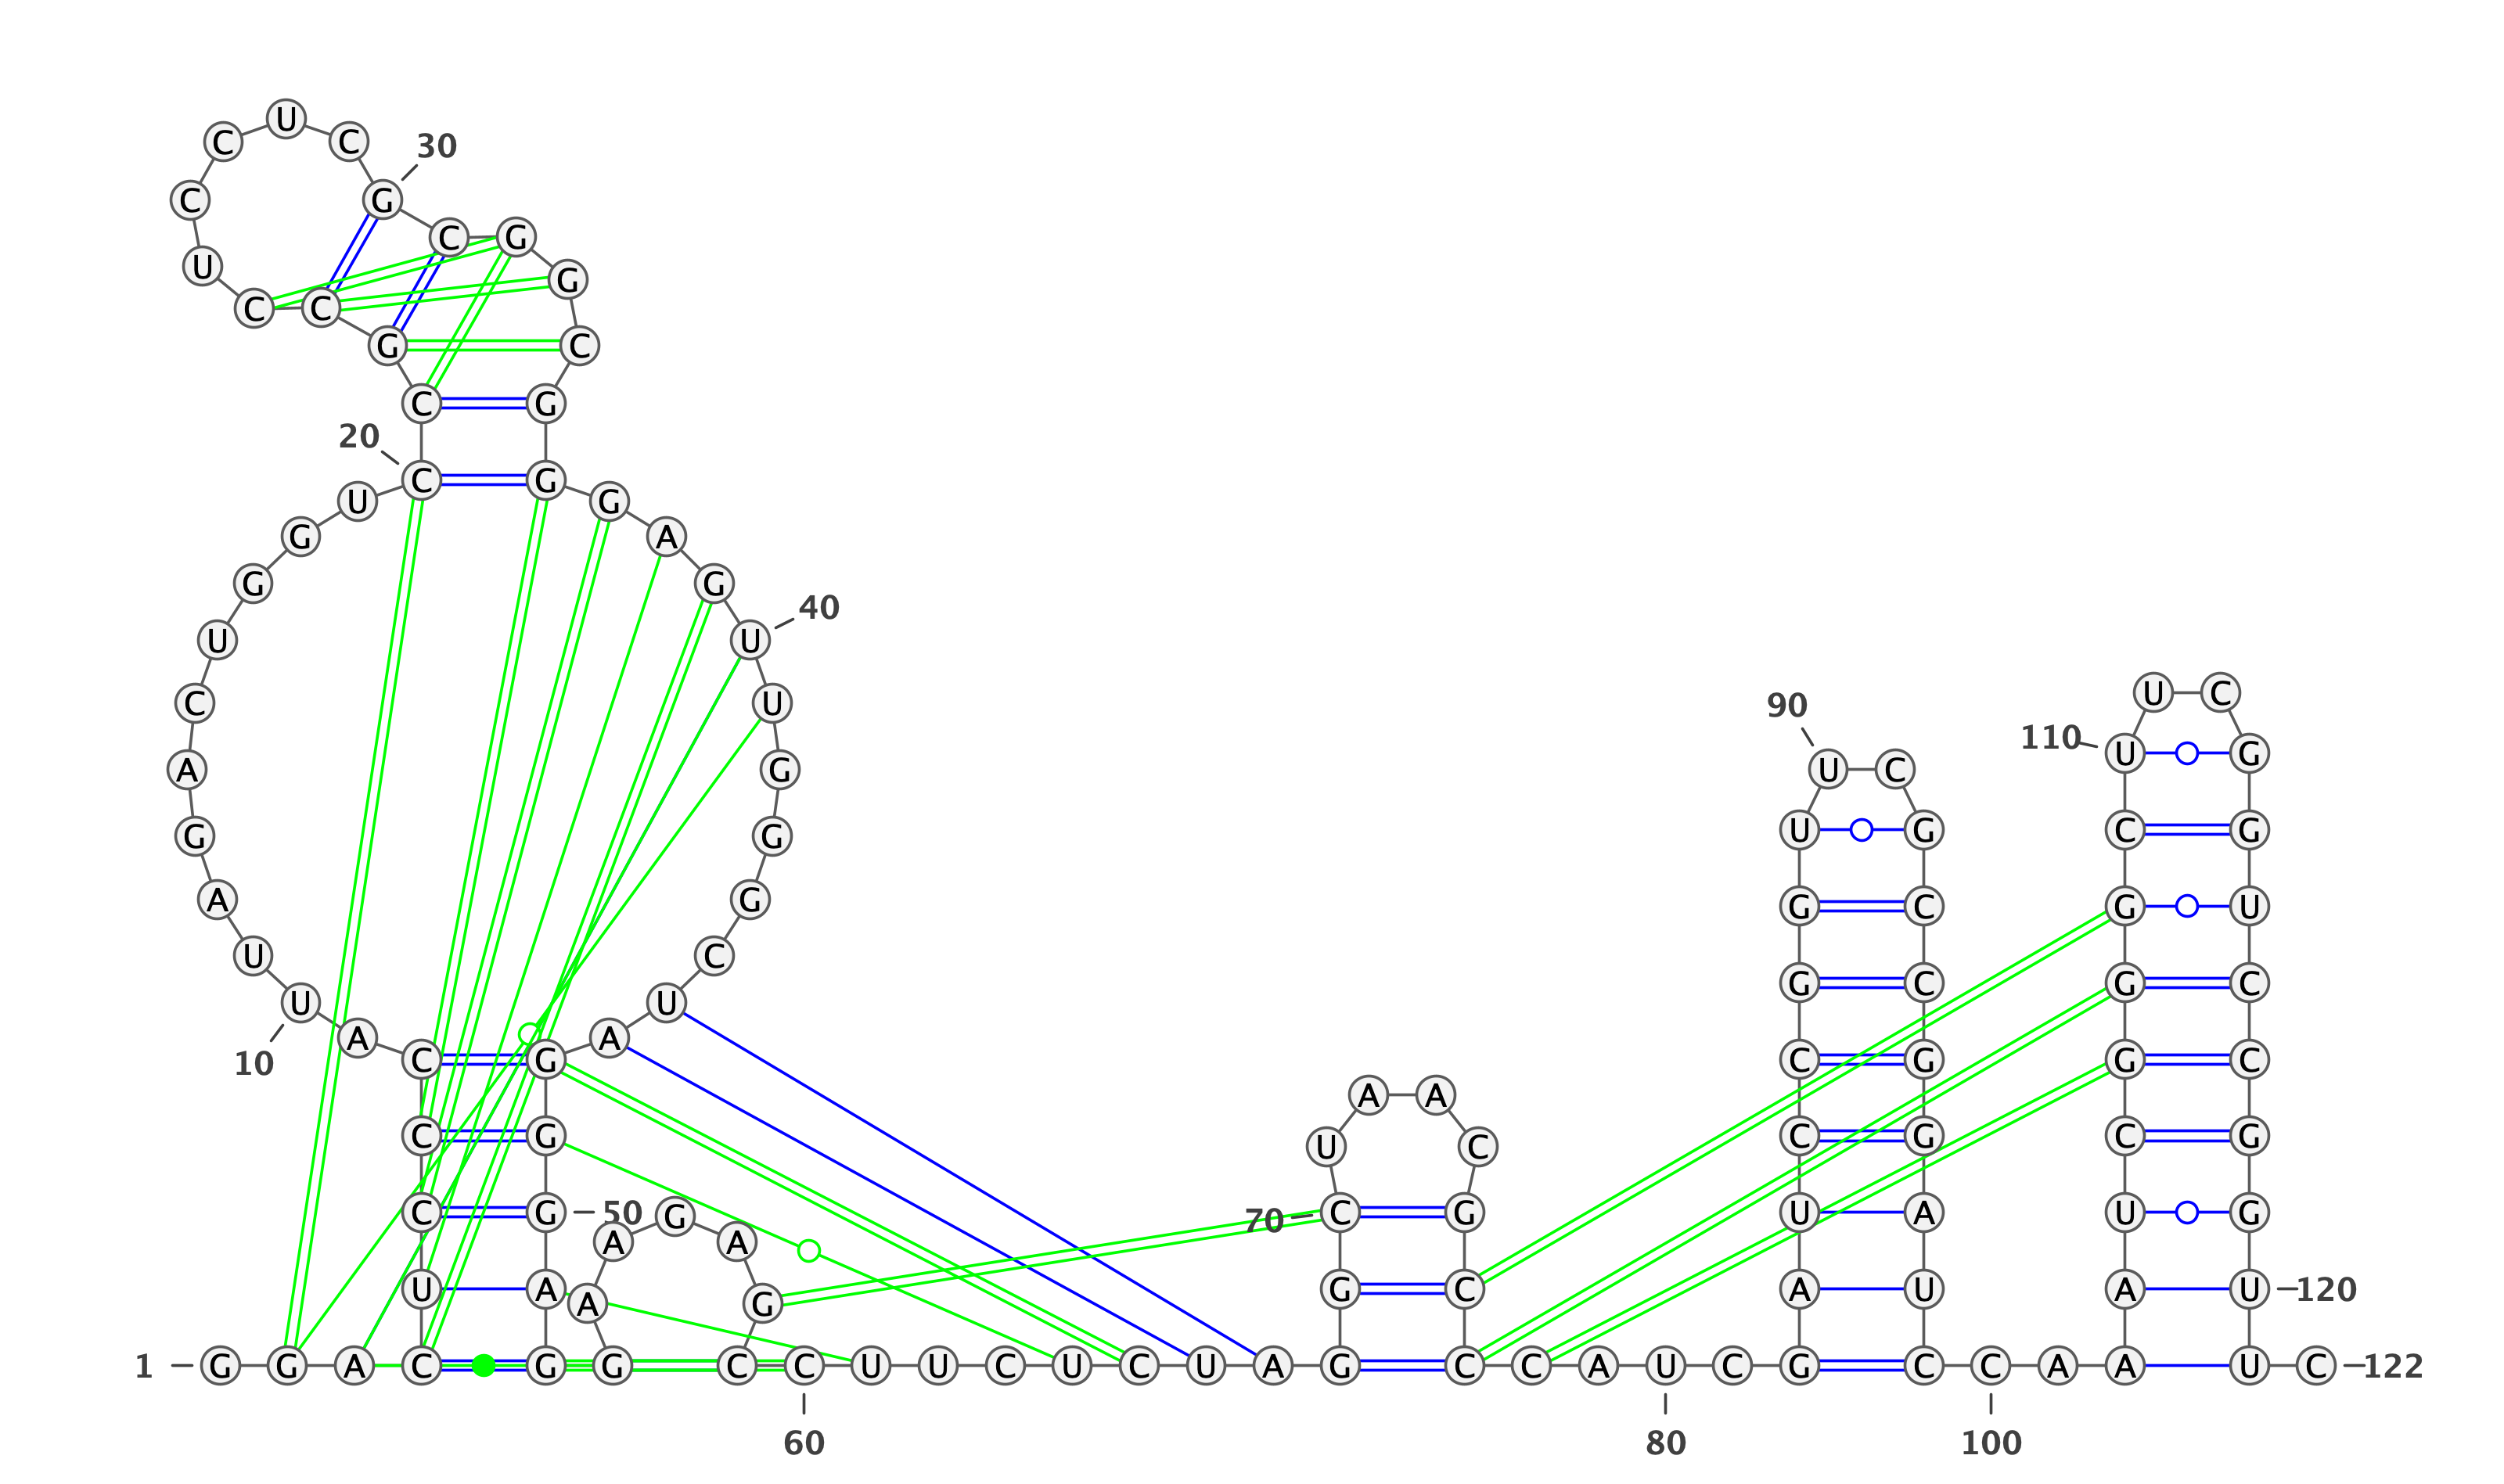 U
C C 30
C G
C G
U G
C C
G C
C G
20
C G
U G
G A
G G
40
U U
U C
C U 90
110 U G
A G U C
G G U G C G
A G G C G U
U C
G C G C
U U
A A
10 C G C G G C
A A
C G C G C G
U C
C G 50 G 70 C G U A U G
A A
U A G C A U A U 120
A G
1 G G A C G G C C U U C U C U A G C C A U C G C C A A U C 122
60 80 100